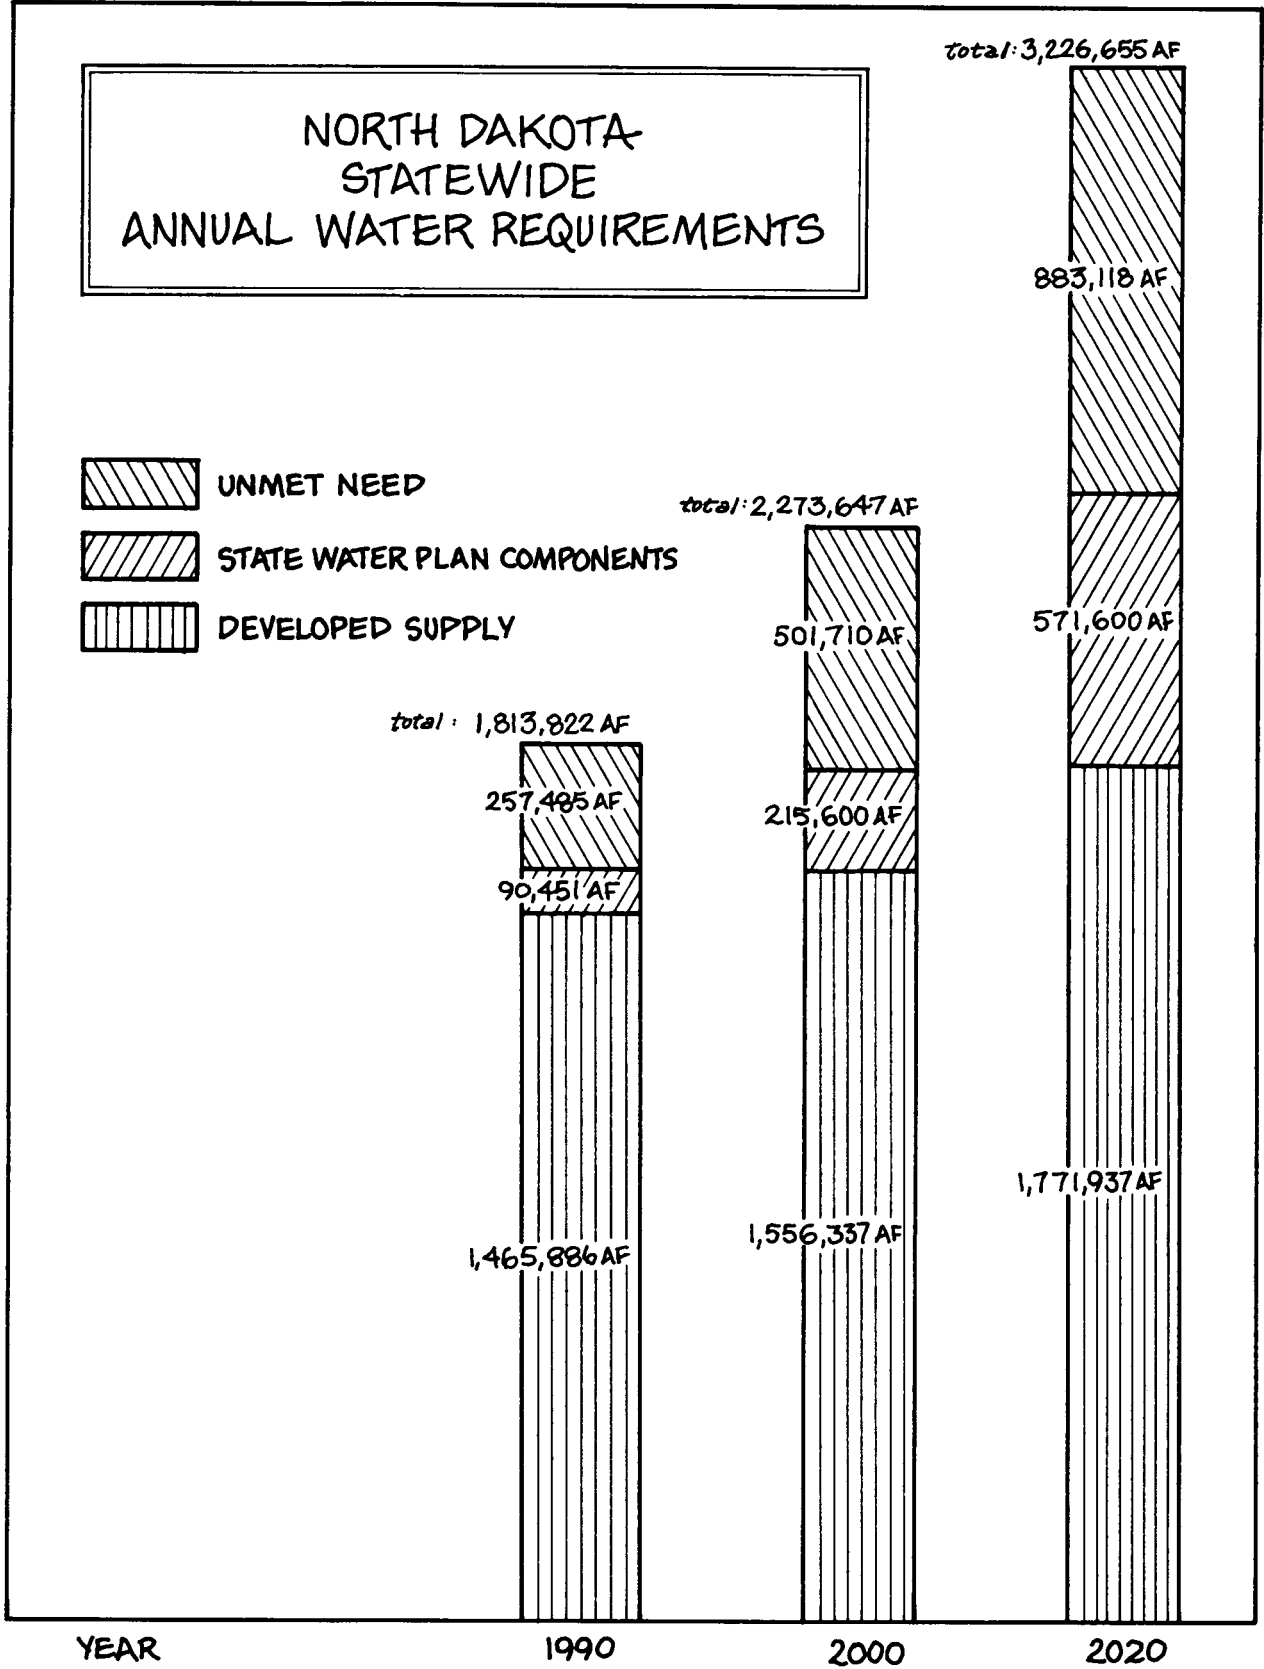 total: 3,226,655 AF
NORTH DAKOTA
STATEWIDE
ANNUAL WATER REQUIREMENTS
883,118 AF
UNMET NEED
total: 2,273,647 AF
STATE WATER PLAN COMPONENTS
571,600 AF
DEVELOPED SUPPLY
501,710 AF
total: 1,813,822 AF
257,485 AF
215,600 AF
90,451 AF
1,771,937 AF
1,556,337 AF
1,465,886 AF
YEAR 1990 2000 2020